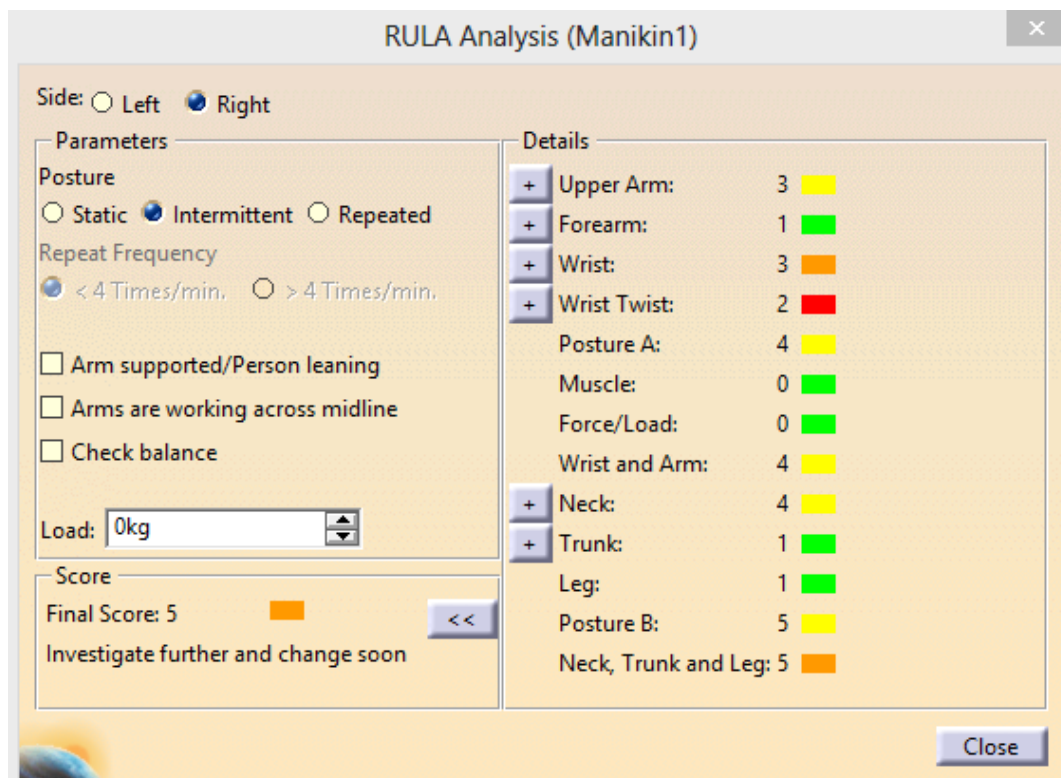 RULA Analysis (Manikin1)
Side: Left Right
Parameters
Posture
Static Intermittent Repeated
Repeat Frequency
< 4 Times/min. > 4 Times/min.
Arm supported/Person leaning
Arms are working across midline
Check balance
Load: 0kg
Score
Final Score: 5
<<
Investigate further and change soon
Details
+ Upper Arm: 3
+ Forearm: 1
+ Wrist: 3
+ Wrist Twist: 2
Posture A: 4
Muscle: 0
Force/Load: 0
Wrist and Arm: 4
+ Neck: 4
+ Trunk: 1
Leg: 1
Posture B: 5
Neck, Trunk and Leg: 5
Close